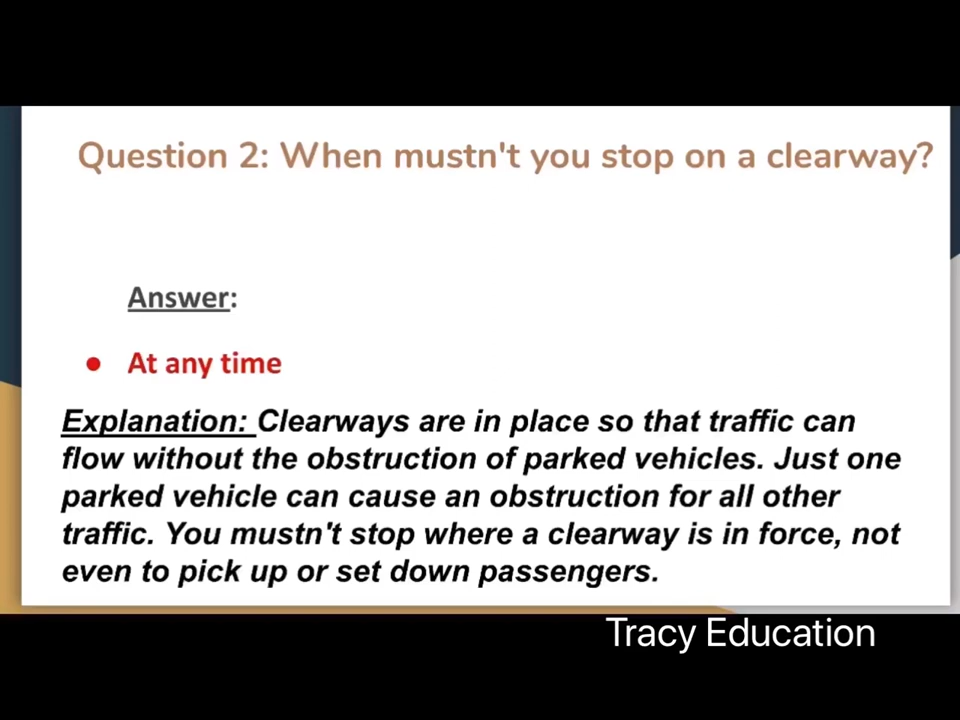 Question 2: When mustn't you stop on a clearway?
Answer:
● At any time
Explanation: Clearways are in place so that traffic can
flow without the obstruction of parked vehicles. Just one
parked vehicle can cause an obstruction for all other
traffic. You mustn't stop where a clearway is in force, not
even to pick up or set down passengers.
Tracy Education